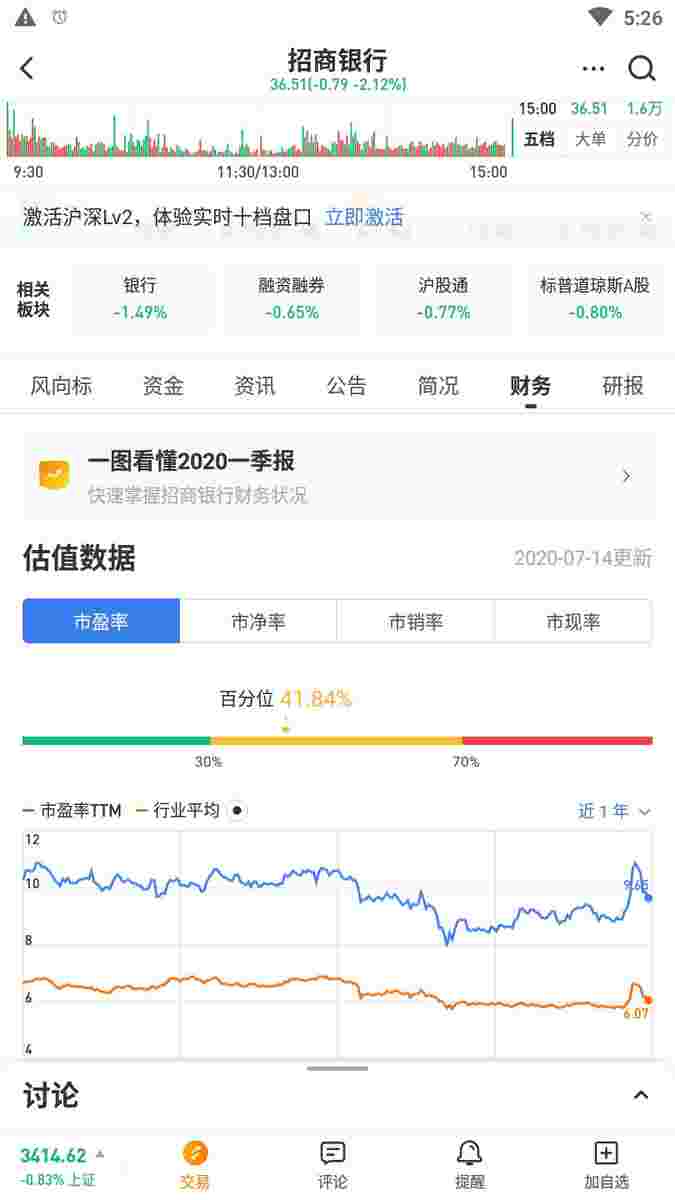 5:26
招商银行
36.51(-0.79 -2.12%)
15:00 36.51 1.6万
五档 大单 分价
9:30 11:30/13:00 15:00
激活沪深Lv2，体验实时十档盘口 立即激活
相关板块
银行 融资融券 沪股通 标普道琼斯A股
-1.49% -0.65% -0.77% -0.80%
风向标 资金 资讯 公告 简况 财务 研报
一图看懂2020一季报
快速掌握招商银行财务状况
估值数据 2020-07-14更新
市盈率 市净率 市销率 市现率
百分位 41.84%
30% 70%
市盈率TTM 行业平均 近1年
12
10
9.65
8
6
6.07
4
讨论
3414.62
-0.83% 上证
交易 评论 提醒 加自选